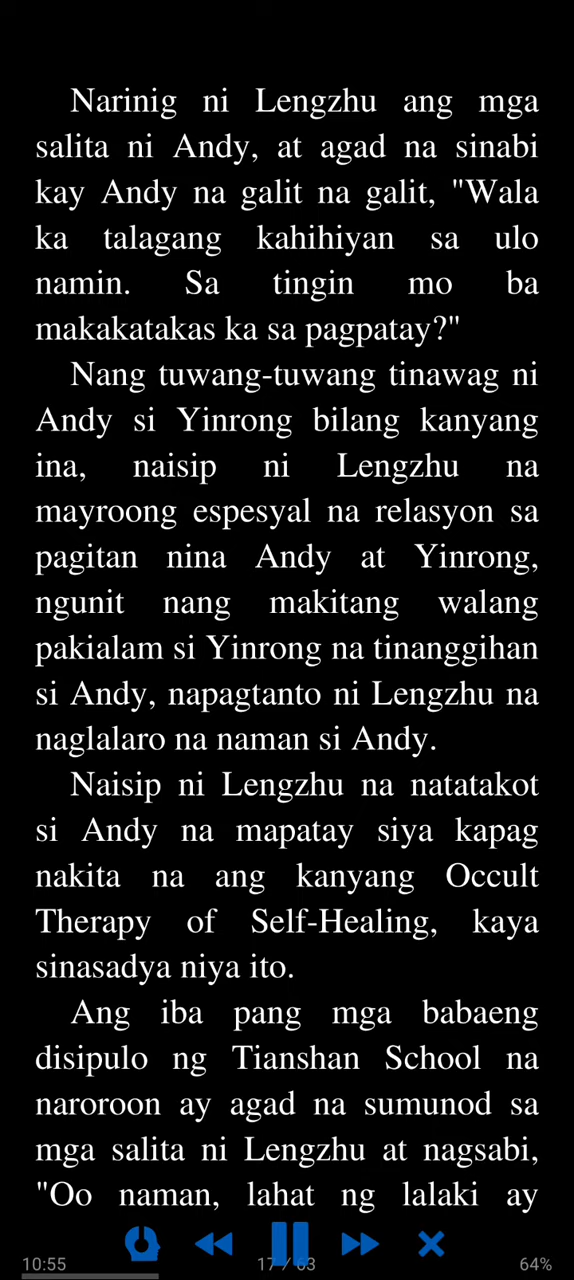 Narinig ni Lengzhu ang mga
salita ni Andy, at agad na sinabi
kay Andy na galit na galit, "Wala
ka talagang kahihiyan sa ulo
namin. Sa tingin mo ba
makakatakas ka sa pagpatay?"
Nang tuwang-tuwang tinawag ni
Andy si Yinrong bilang kanyang
ina, naisip ni Lengzhu na
mayroong espesyal na relasyon sa
pagitan nina Andy at Yinrong,
ngunit nang makitang walang
pakialam si Yinrong na tinanggihan
si Andy, napagtanto ni Lengzhu na
naglalaro na naman si Andy.
Naisip ni Lengzhu na natatakot
si Andy na mapatay siya kapag
nakita na ang kanyang Occult
Therapy of Self-Healing, kaya
sinasadya niya ito.
Ang iba pang mga babaeng
disipulo ng Tianshan School na
naroroon ay agad na sumunod sa
mga salita ni Lengzhu at nagsabi,
"Oo naman, lahat ng lalaki ay
10:55 17 / 63 64%